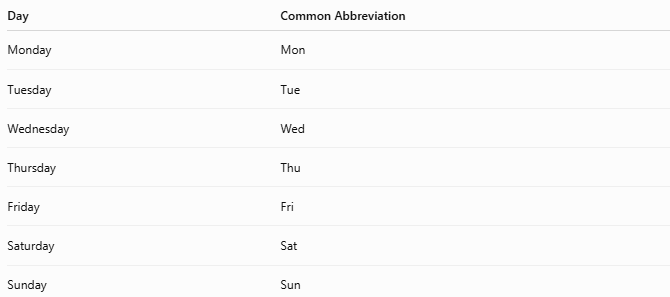 Day Common Abbreviation
Monday Mon
Tuesday Tue
Wednesday Wed
Thursday Thu
Friday Fri
Saturday Sat
Sunday Sun